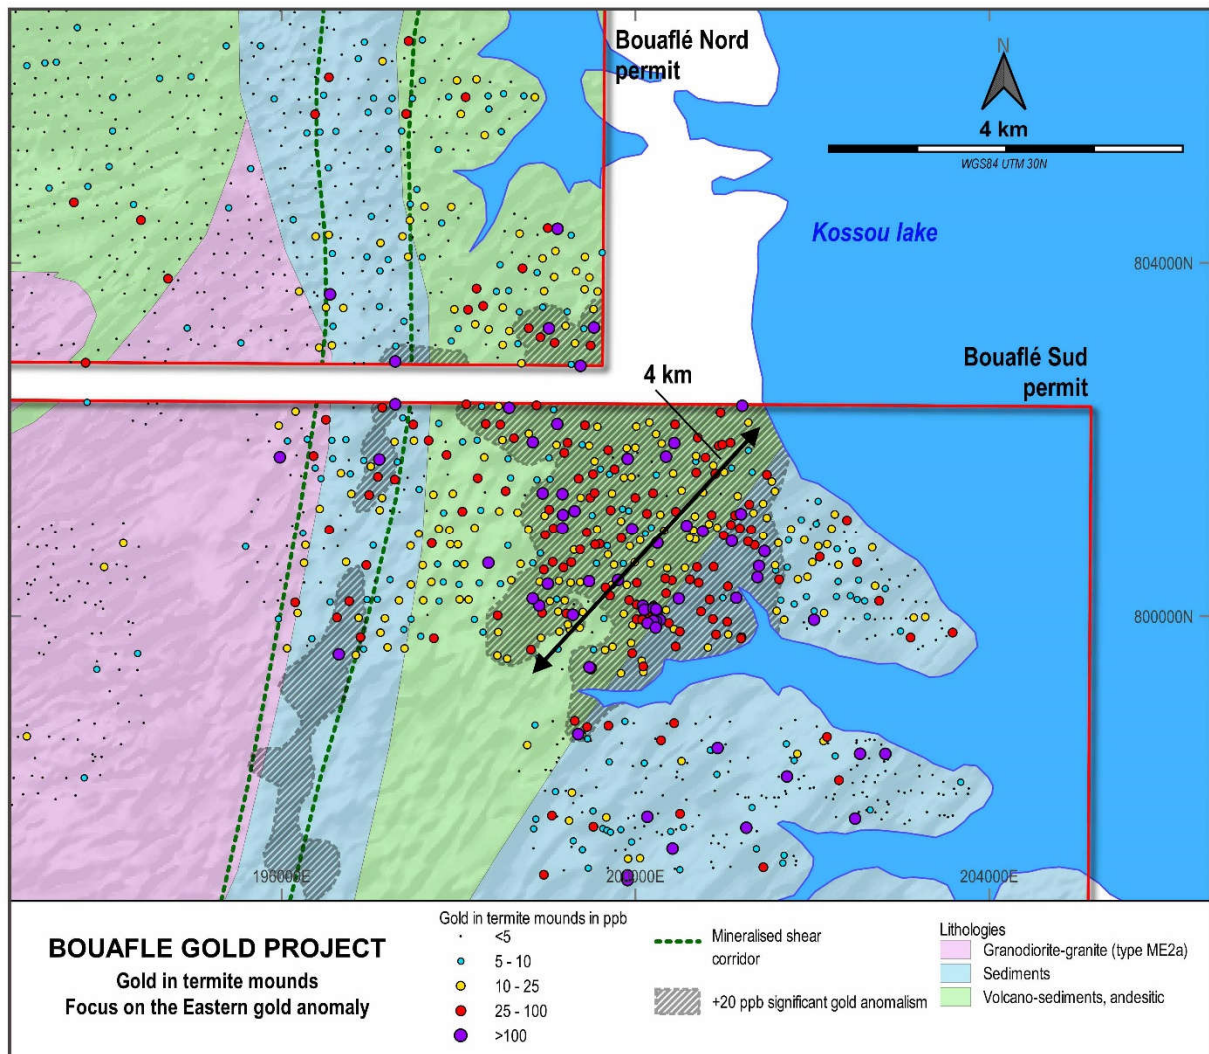 Bouaflé Nord
permit
N
4 km
WGS84 UTM 30N
Kossou lake
804000N
Bouaflé Sud
permit
4 km
800000N
196000E
200000E
204000E
BOUAFLE GOLD PROJECT
Gold in termite mounds
Focus on the Eastern gold anomaly
Gold in termite mounds in ppb
<5
5 - 10
10 - 25
25 - 100
>100
Mineralised shear
corridor
+20 ppb significant gold anomalism
Lithologies
Granodiorite-granite (type ME2a)
Sediments
Volcano-sediments, andesitic